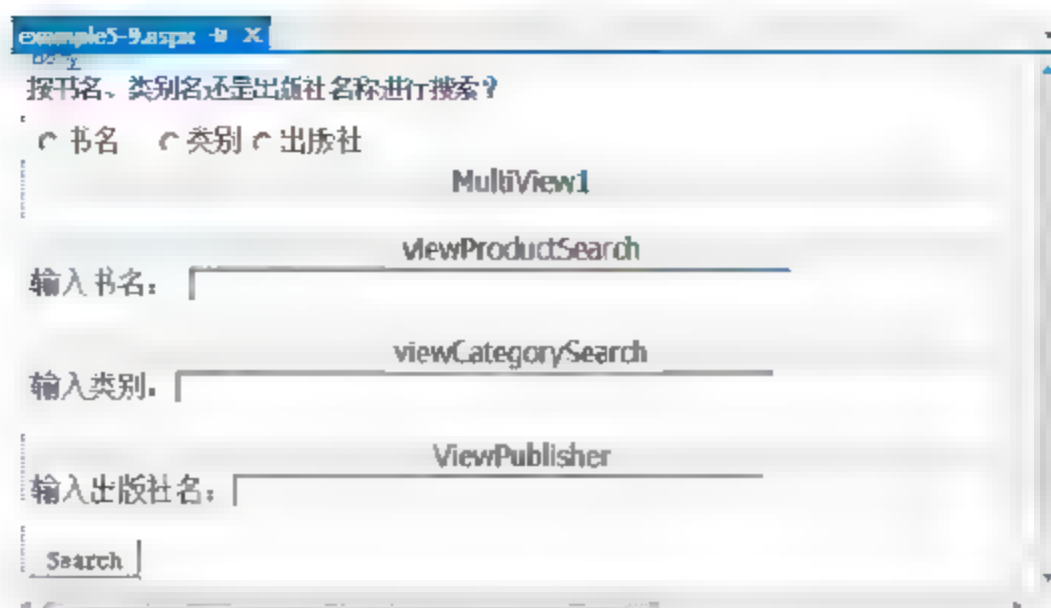 example5-9.aspx
body
按书名、类别名还是出版社名称进行搜索？
书名 类别 出版社
MultiView1
viewProductSearch
输入书名：
viewCategorySearch
输入类别：
ViewPublisher
输入出版社名：
Search